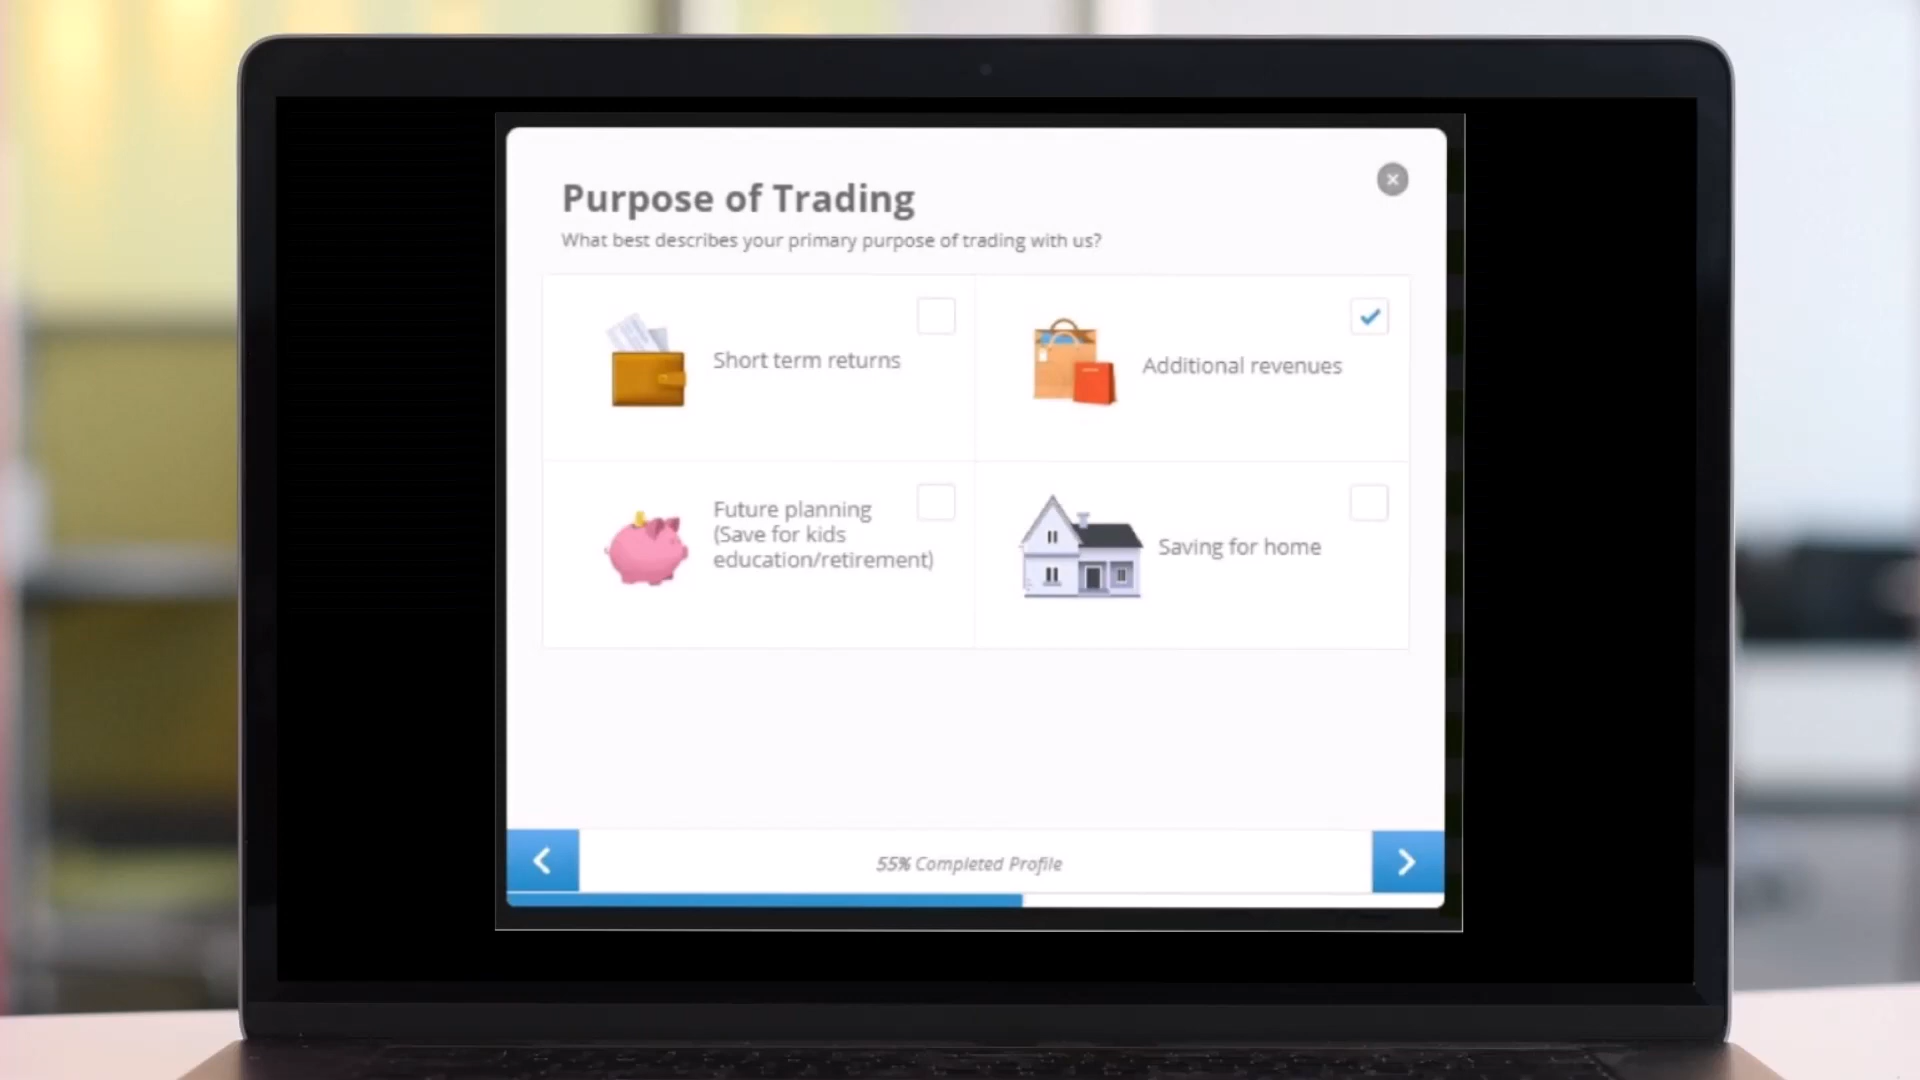 Purpose of Trading
What best describes your primary purpose of trading with us?
Short term returns
Additional revenues
Future planning
(Save for kids
education/retirement)
Saving for home
55% Completed Profile